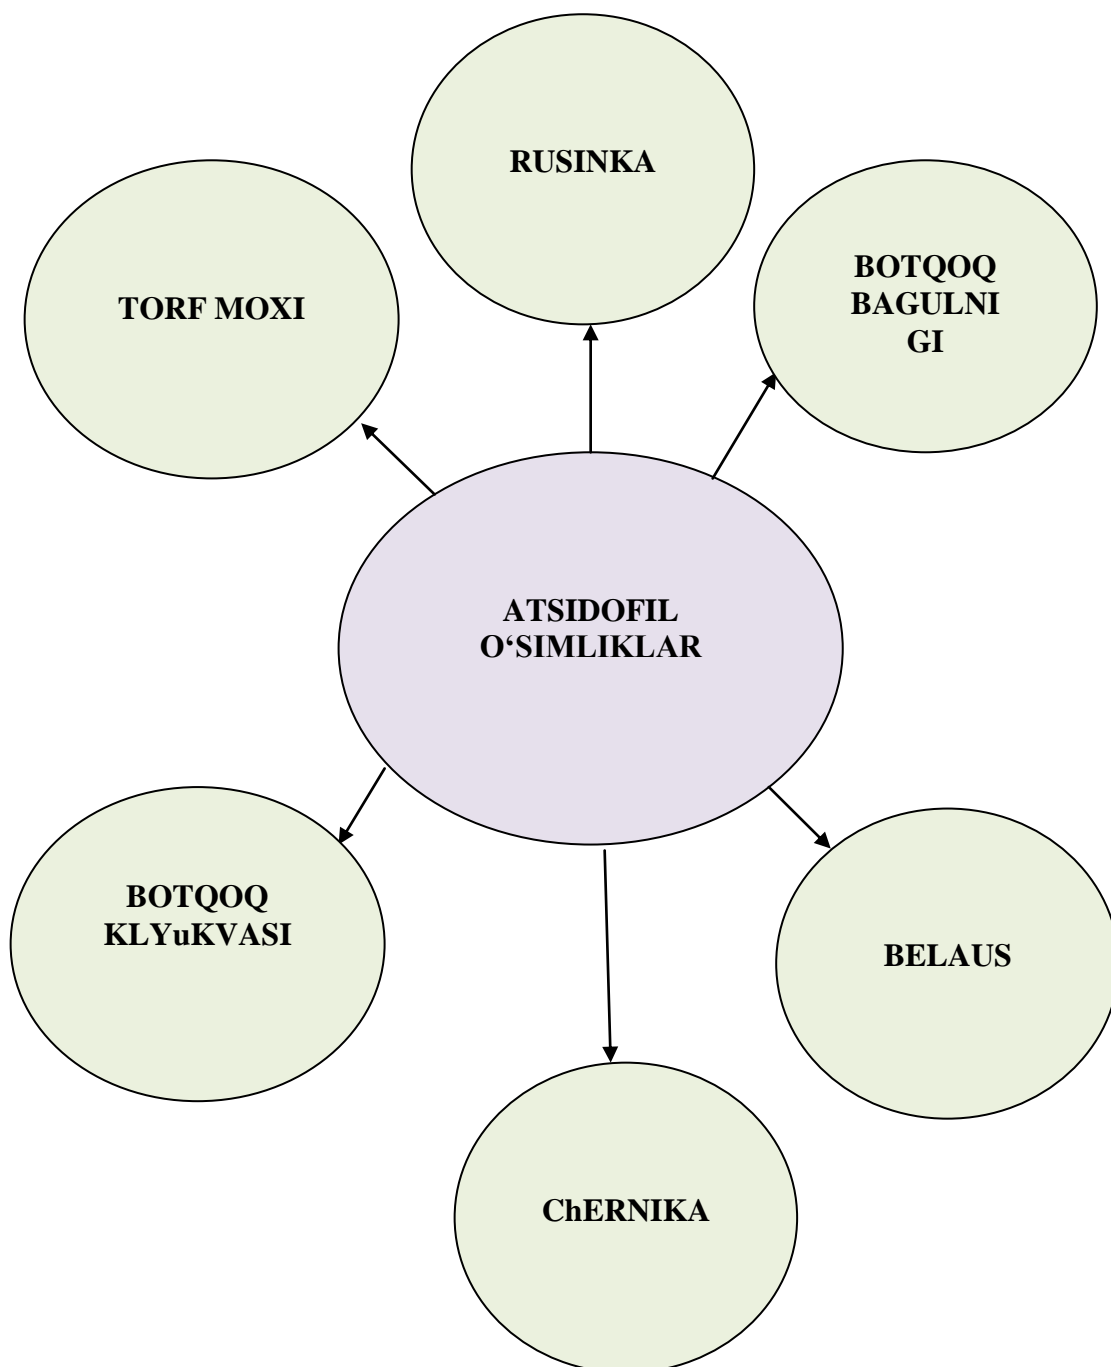 RUSINKA
TORF MOXI
BOTQOQ
BAGULNI
GI
ATSIDOFIL
O‘SIMLIKLAR
BOTQOQ
KLYuKVASI
BELAUS
ChERNIKA